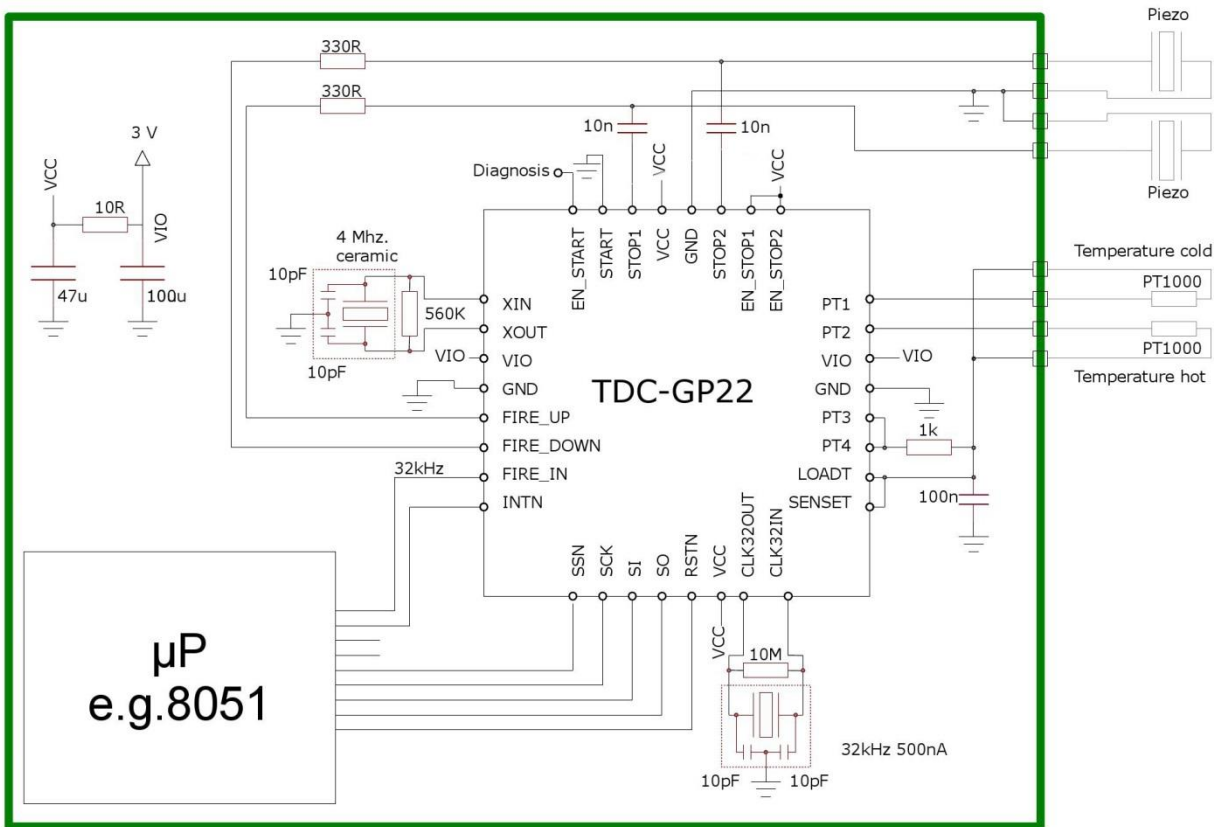 Piezo
330R
330R
3 V
10n
10n
VCC
VCC
Piezo
Diagnosis
VCC
10R
VIO
47u
100u
4 Mhz.
ceramic
10pF
10pF
560K
EN_START
START
STOP1
VCC
GND
STOP2
EN_STOP1
EN_STOP2
Temperature cold
PT1000
PT1000
Temperature hot
XIN
XOUT
VIO
VIO
GND
FIRE_UP
FIRE_DOWN
32kHz
FIRE_IN
INTN
TDC-GP22
PT1
PT2
VIO
VIO
GND
PT3
PT4
1k
LOADT
SENSET
100n
SSN
SCK
SI
SO
RSTN
VCC
CLK32OUT
CLK32IN
VCC
10M
µP
e.g.8051
32kHz 500nA
10pF
10pF